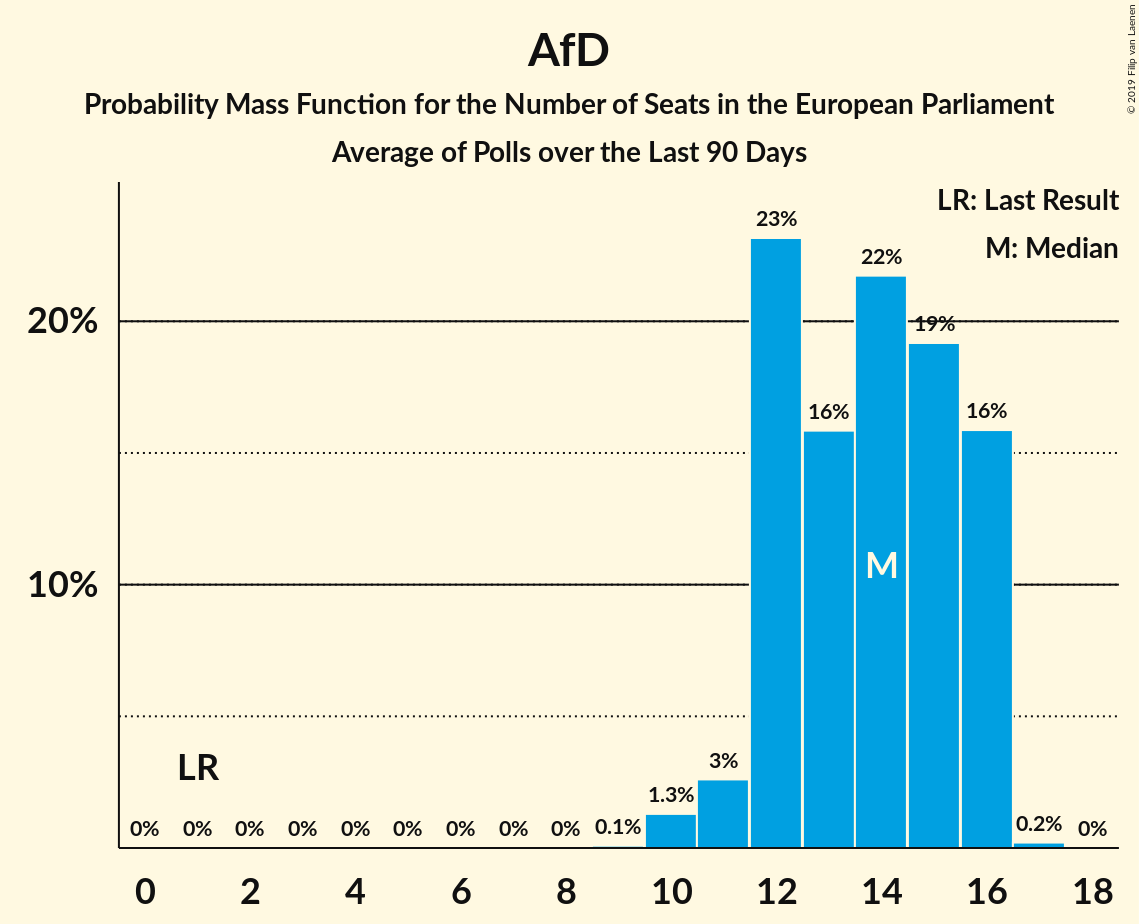 AfD
Probability Mass Function for the Number of Seats in the European Parliament
Average of Polls over the Last 90 Days
© 2019 Filip van Laenen
LR: Last Result
M: Median
20%
10%
23%
22%
19%
16%
16%
M
LR
3%
1.3%
0% 0% 0% 0% 0% 0% 0% 0% 0% 0.1% 0.2% 0%
0 2 4 6 8 10 12 14 16 18